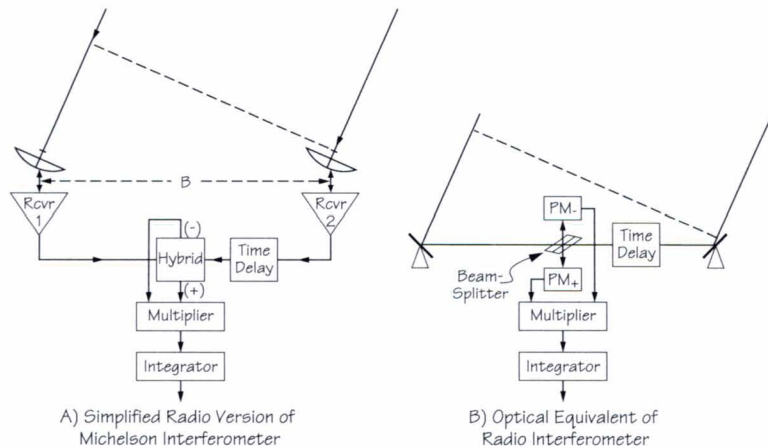 B
Rcvr
1
Rcvr
2
(-)
Hybrid
Time
Delay
(+)
Multiplier
Integrator
A) Simplified Radio Version of
Michelson Interferometer
PM-
Time
Delay
Beam-
Splitter
PM+
Multiplier
Integrator
B) Optical Equivalent of
Radio Interferometer